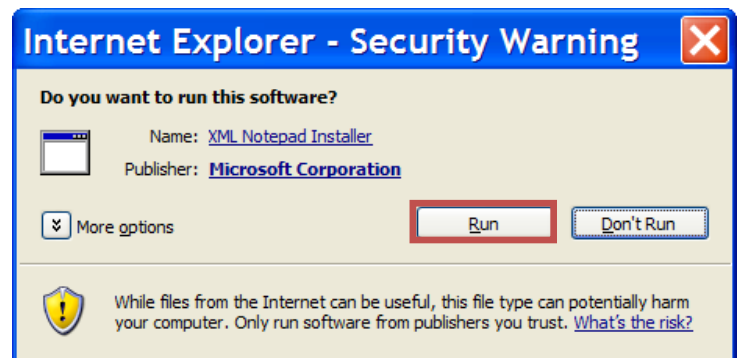 Internet Explorer - Security Warning
Do you want to run this software?
Name: XML Notepad Installer
Publisher: Microsoft Corporation
More options Run Don't Run
While files from the Internet can be useful, this file type can potentially harm
your computer. Only run software from publishers you trust. What's the risk?